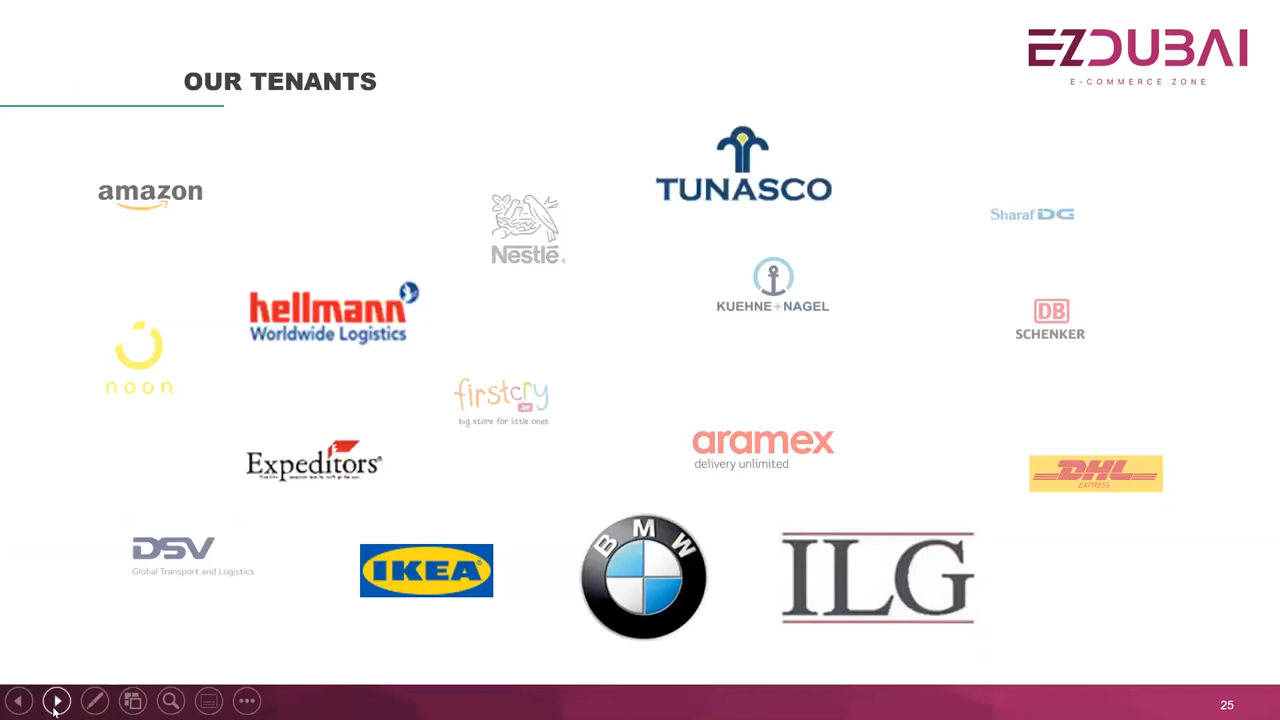 EZDUBAI
E-COMMERCE ZONE
OUR TENANTS
TUNASCO
amazon
Nestlé
Sharaf DG
hellmann
Worldwide Logistics
KUEHNE+NAGEL
DB
SCHENKER
noon
firstcry
big store for little ones
aramex
delivery unlimited
Expeditors®
DHL
EXPRESS
DSV
Global Transport and Logistics
IKEA
BMW
ILG
25